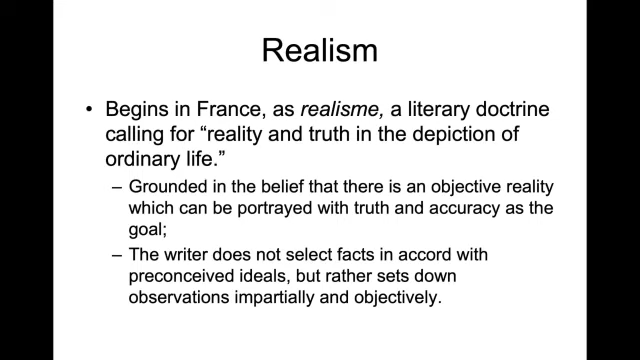 Realism
• Begins in France, as realisme, a literary doctrine
calling for “reality and truth in the depiction of
ordinary life.”
– Grounded in the belief that there is an objective reality
which can be portrayed with truth and accuracy as the
goal;
– The writer does not select facts in accord with
preconceived ideals, but rather sets down
observations impartially and objectively.